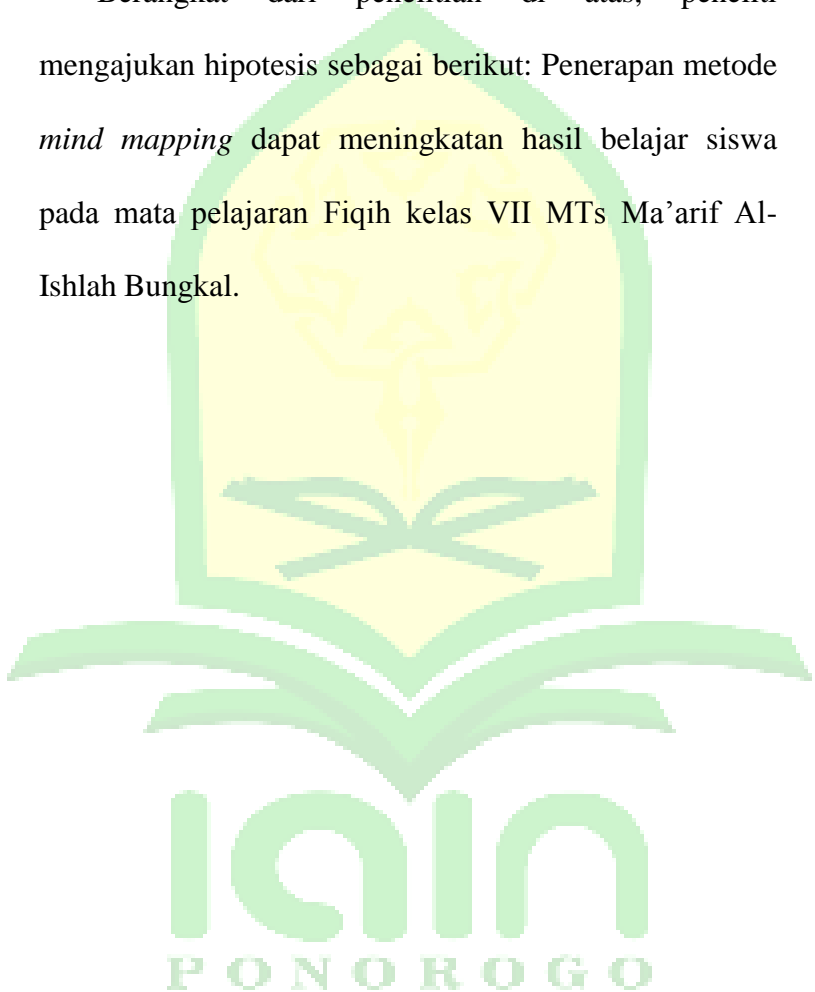 Berangkat dari penelitian di atas, peneliti
mengajukan hipotesis sebagai berikut: Penerapan metode
mind mapping dapat meningkatan hasil belajar siswa
pada mata pelajaran Fiqih kelas VII MTs Ma’arif Al-
Ishlah Bungkal.
iain
PONOROGO